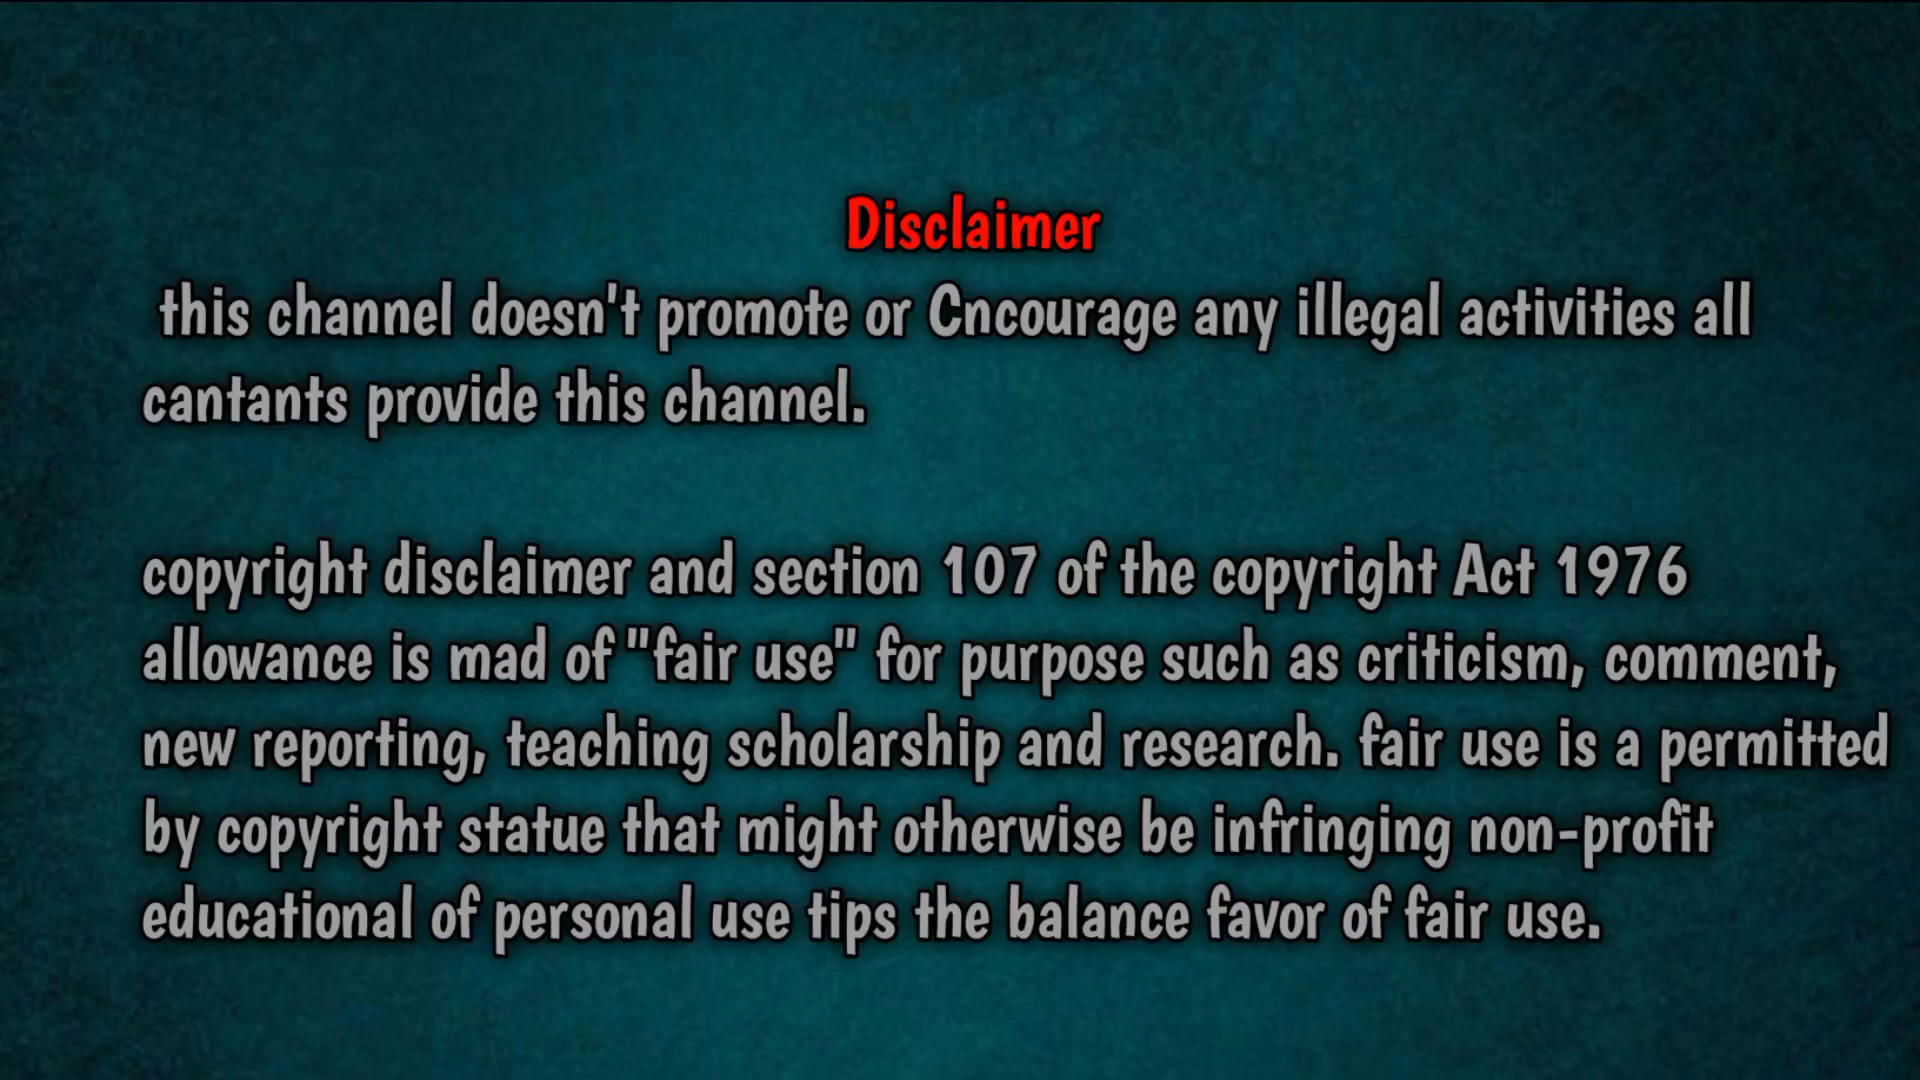 Disclaimer
this channel doesn't promote or Cncourage any illegal activities all
cantants provide this channel.
copyright disclaimer and section 107 of the copyright Act 1976
allowance is mad of "fair use" for purpose such as criticism, comment,
new reporting, teaching scholarship and research. fair use is a permitted
by copyright statue that might otherwise be infringing non-profit
educational of personal use tips the balance favor of fair use.